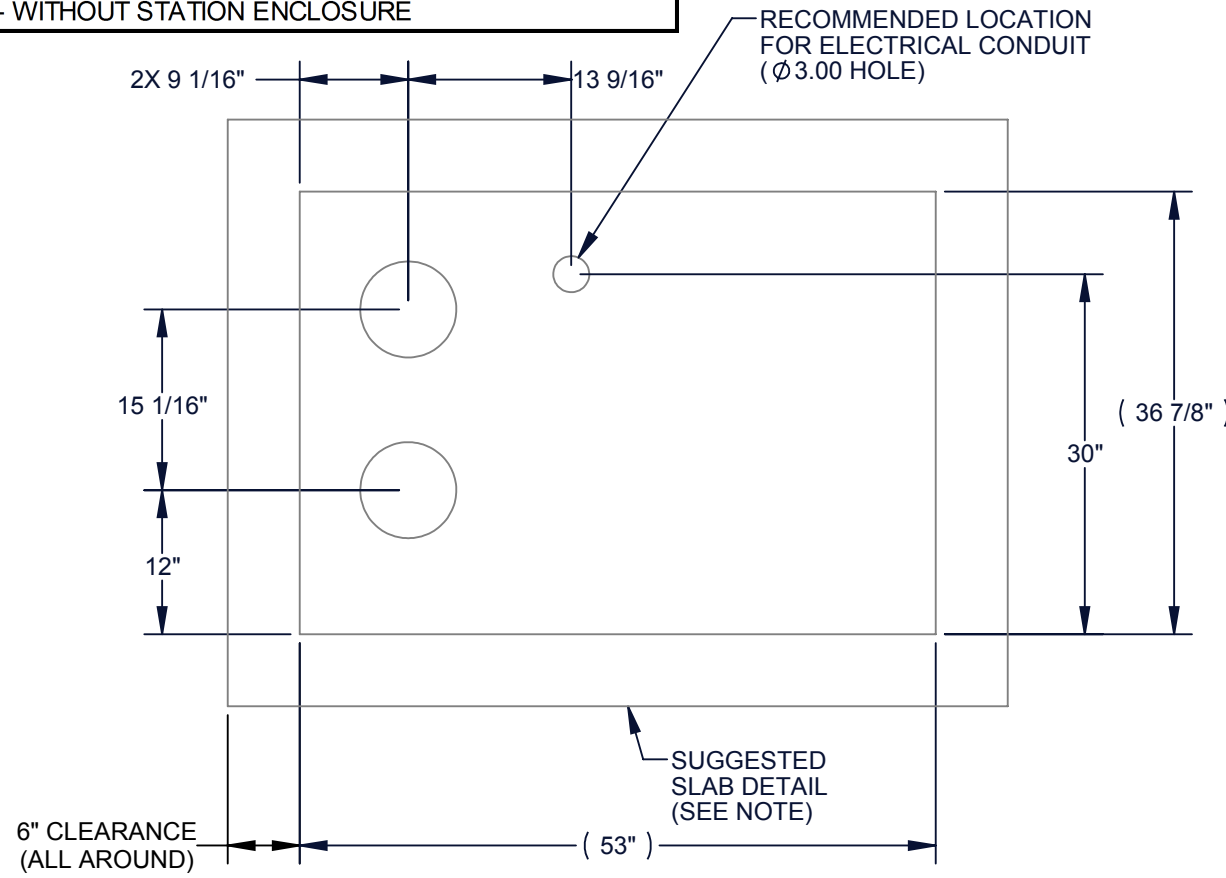 - WITHOUT STATION ENCLOSURE
RECOMMENDED LOCATION
FOR ELECTRICAL CONDUIT
(Ø3.00 HOLE)
2X 9 1/16"
13 9/16"
15 1/16"
( 36 7/8" )
30"
12"
SUGGESTED
SLAB DETAIL
(SEE NOTE)
6" CLEARANCE
(ALL AROUND)
( 53" )